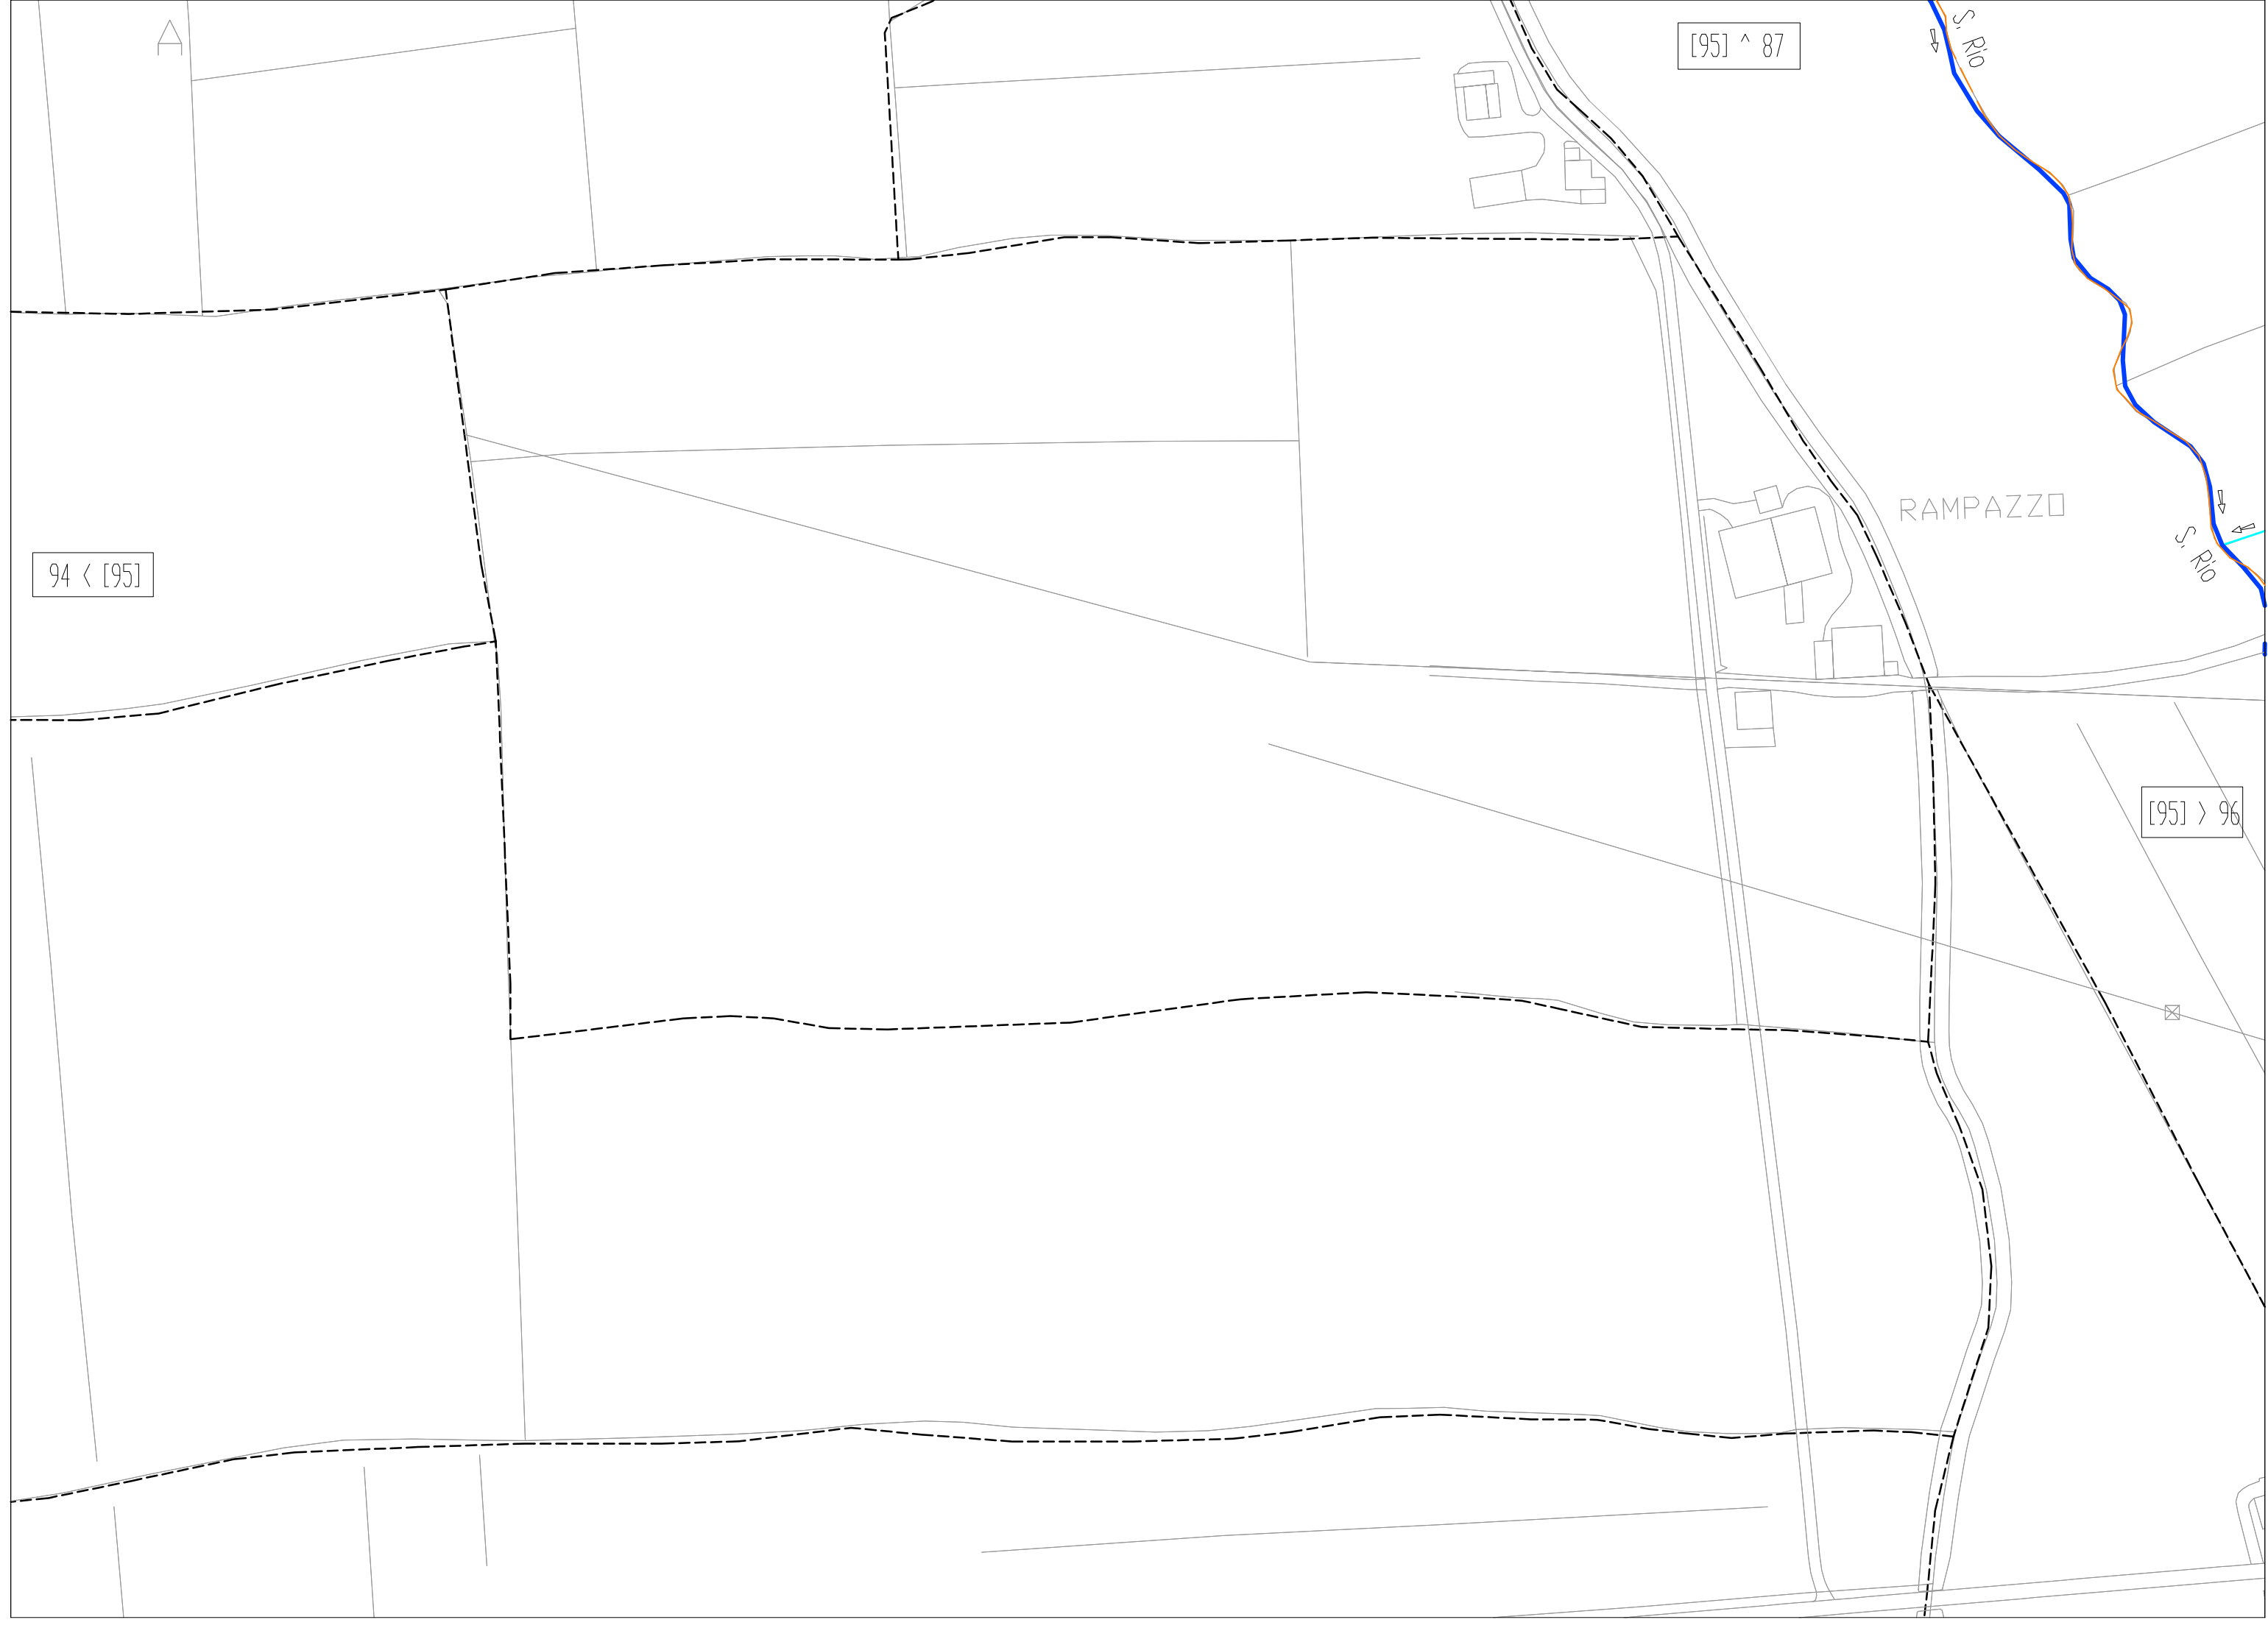 A
[95] ^ 87
S. Rio
RAMPAZZO
S. Rio
94 < [95]
[95] > 96